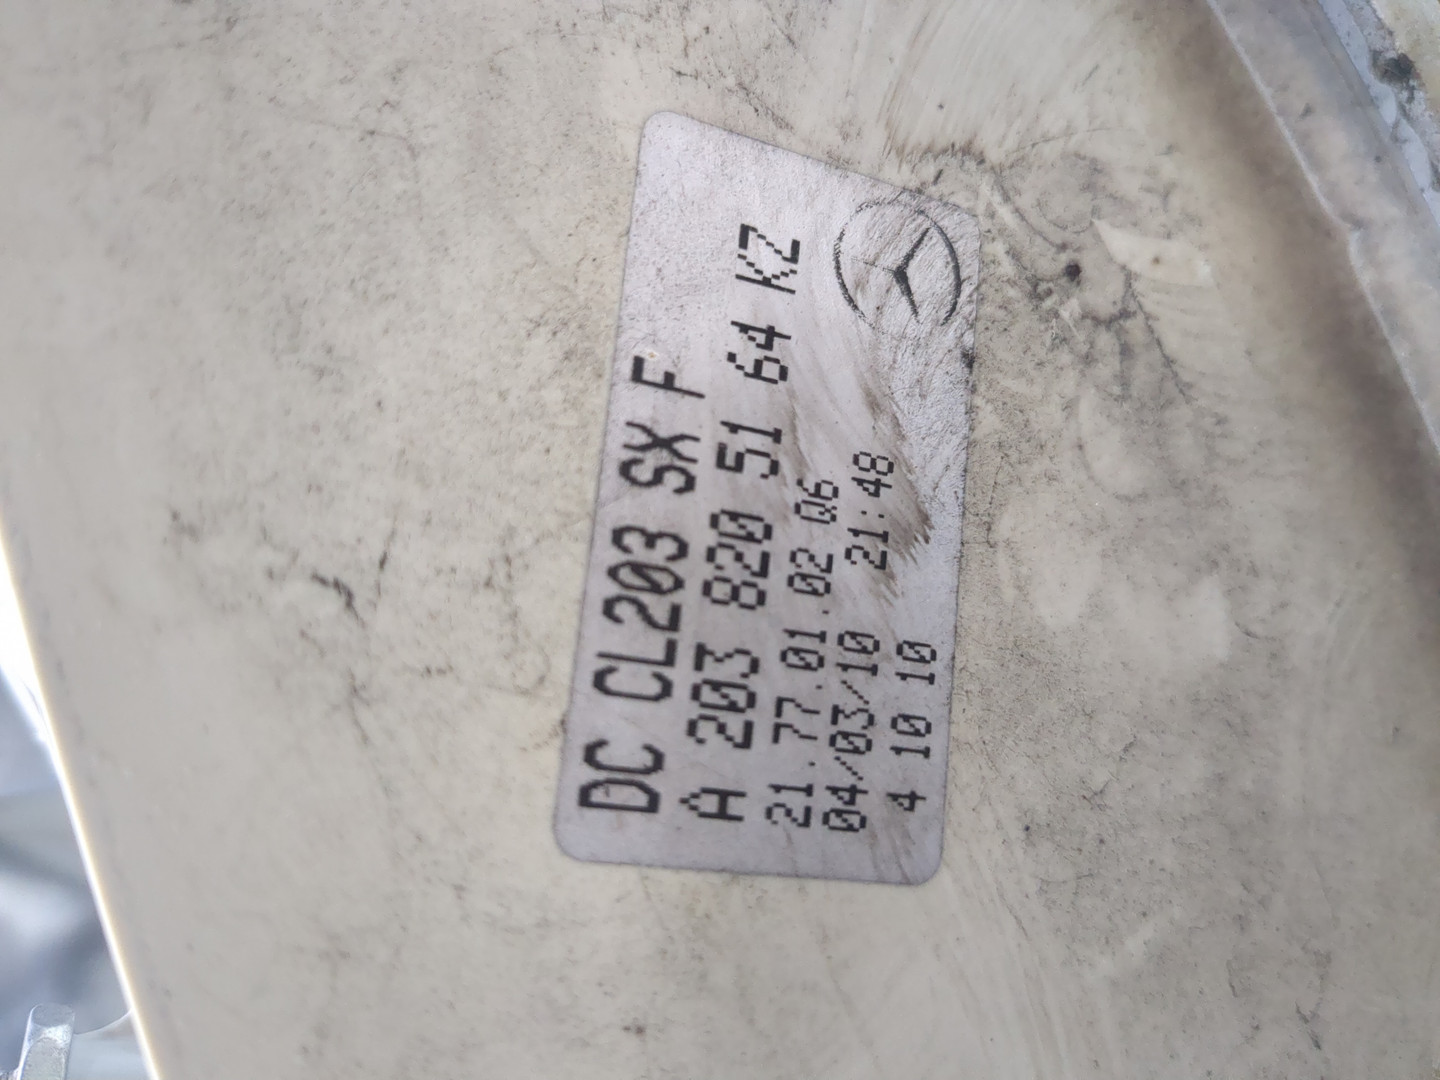 DC CL203 SX F
A 203 820 51 64 KZ
21.77.01.02 Q6
04/03/10 21:48
4 10 10